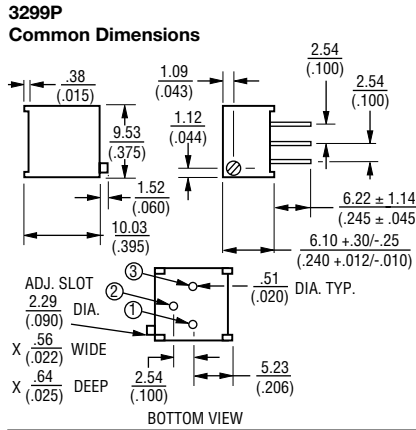 3299P
Common Dimensions
.38
(.015)
9.53
(.375)
1.52
(.060)
10.03
(.395)
1.09
(.043)
1.12
(.044)
2.54
(.100)
2.54
(.100)
6.22 ± 1.14
(.245 ± .045
6.10 +.30/-.25
(.240 +.012/-.010)
ADJ. SLOT
2.29
(.090) DIA.
X .56
(.022) WIDE
X .64
(.025) DEEP
3
2
1
.51
(.020) DIA. TYP.
2.54
(.100)
5.23
(.206)
BOTTOM VIEW